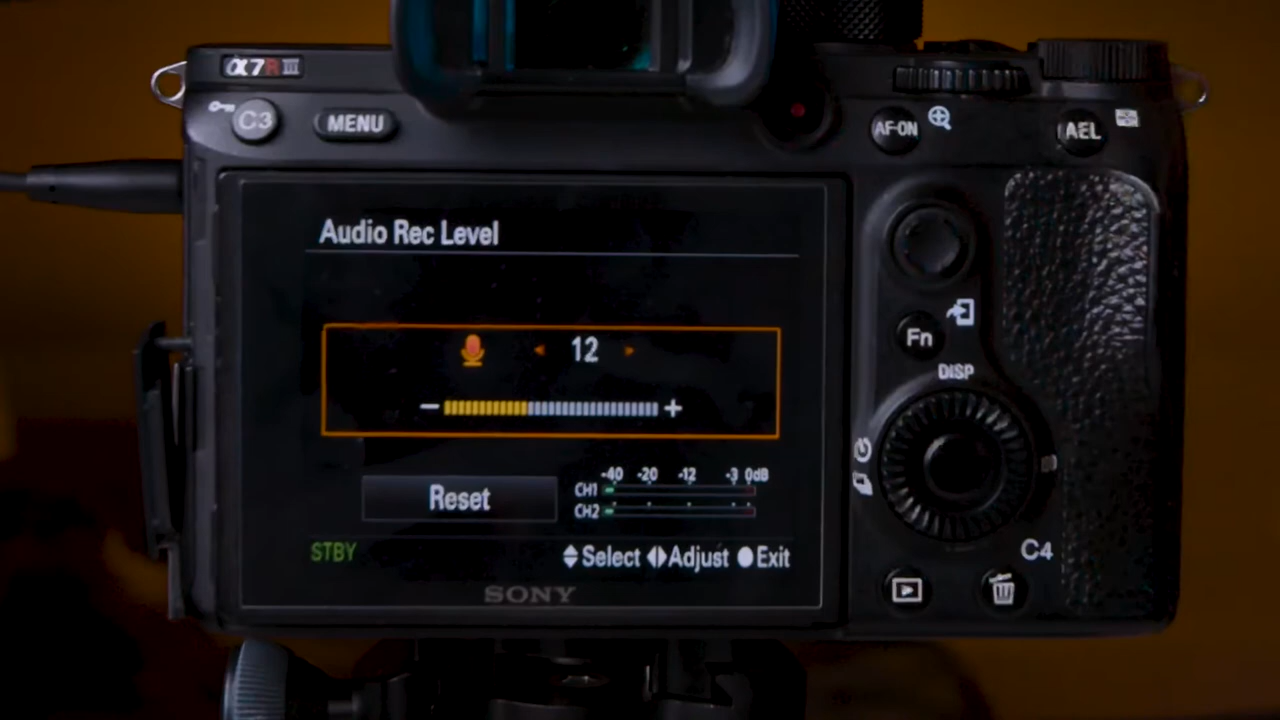 α7RIII
C3
MENU
AF-ON
AEL
Audio Rec Level
12
− +
Fn
DISP
-40 -20 -12 -3 0dB
CH1
CH2
Reset
STBY
Select Adjust Exit
C4
SONY